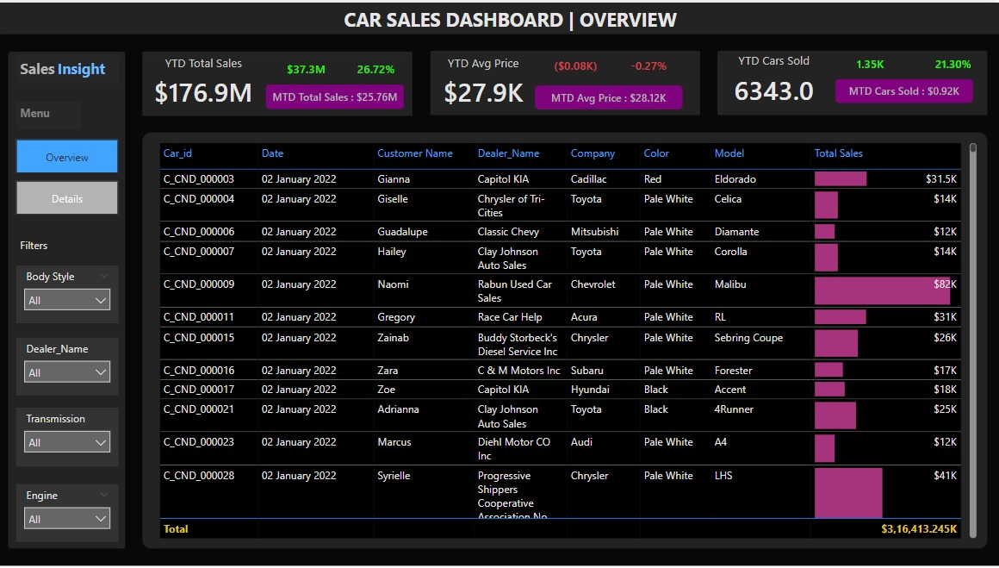 CAR SALES DASHBOARD | OVERVIEW
Sales Insight
Menu
Overview
Details
Filters
Body Style
All
Dealer_Name
All
Transmission
All
Engine
All
YTD Total Sales
$37.3M 26.72%
$176.9M
MTD Total Sales : $25.76M
YTD Avg Price
($0.08K) -0.27%
$27.9K
MTD Avg Price : $28.12K
YTD Cars Sold
1.35K 21.30%
6343.0
MTD Cars Sold : $0.92K
Car_id Date Customer Name Dealer_Name Company Color Model Total Sales
C_CND_000003 02 January 2022 Gianna Capitol KIA Cadillac Red Eldorado $31.5K
C_CND_000004 02 January 2022 Giselle Chrysler of Tri- Toyota Pale White Celica $14K
Cities
C_CND_000006 02 January 2022 Guadalupe Classic Chevy Mitsubishi Pale White Diamante $12K
C_CND_000007 02 January 2022 Hailey Clay Johnson Toyota Pale White Corolla $14K
Auto Sales
C_CND_000009 02 January 2022 Naomi Rabun Used Car Chevrolet Pale White Malibu $82K
Sales
C_CND_000011 02 January 2022 Gregory Race Car Help Acura Pale White RL $31K
C_CND_000015 02 January 2022 Zainab Buddy Storbeck's Chrysler Pale White Sebring Coupe $26K
Diesel Service Inc
C_CND_000016 02 January 2022 Zara C & M Motors Inc Subaru Pale White Forester $17K
C_CND_000017 02 January 2022 Zoe Capitol KIA Hyundai Black Accent $18K
C_CND_000021 02 January 2022 Adrianna Clay Johnson Toyota Black 4Runner $25K
Auto Sales
C_CND_000023 02 January 2022 Marcus Diehl Motor CO Audi Pale White A4 $12K
Inc
C_CND_000028 02 January 2022 Syrielle Progressive Chrysler Pale White LHS $41K
Shippers
Cooperative
Association No
Total $3,16,413.245K